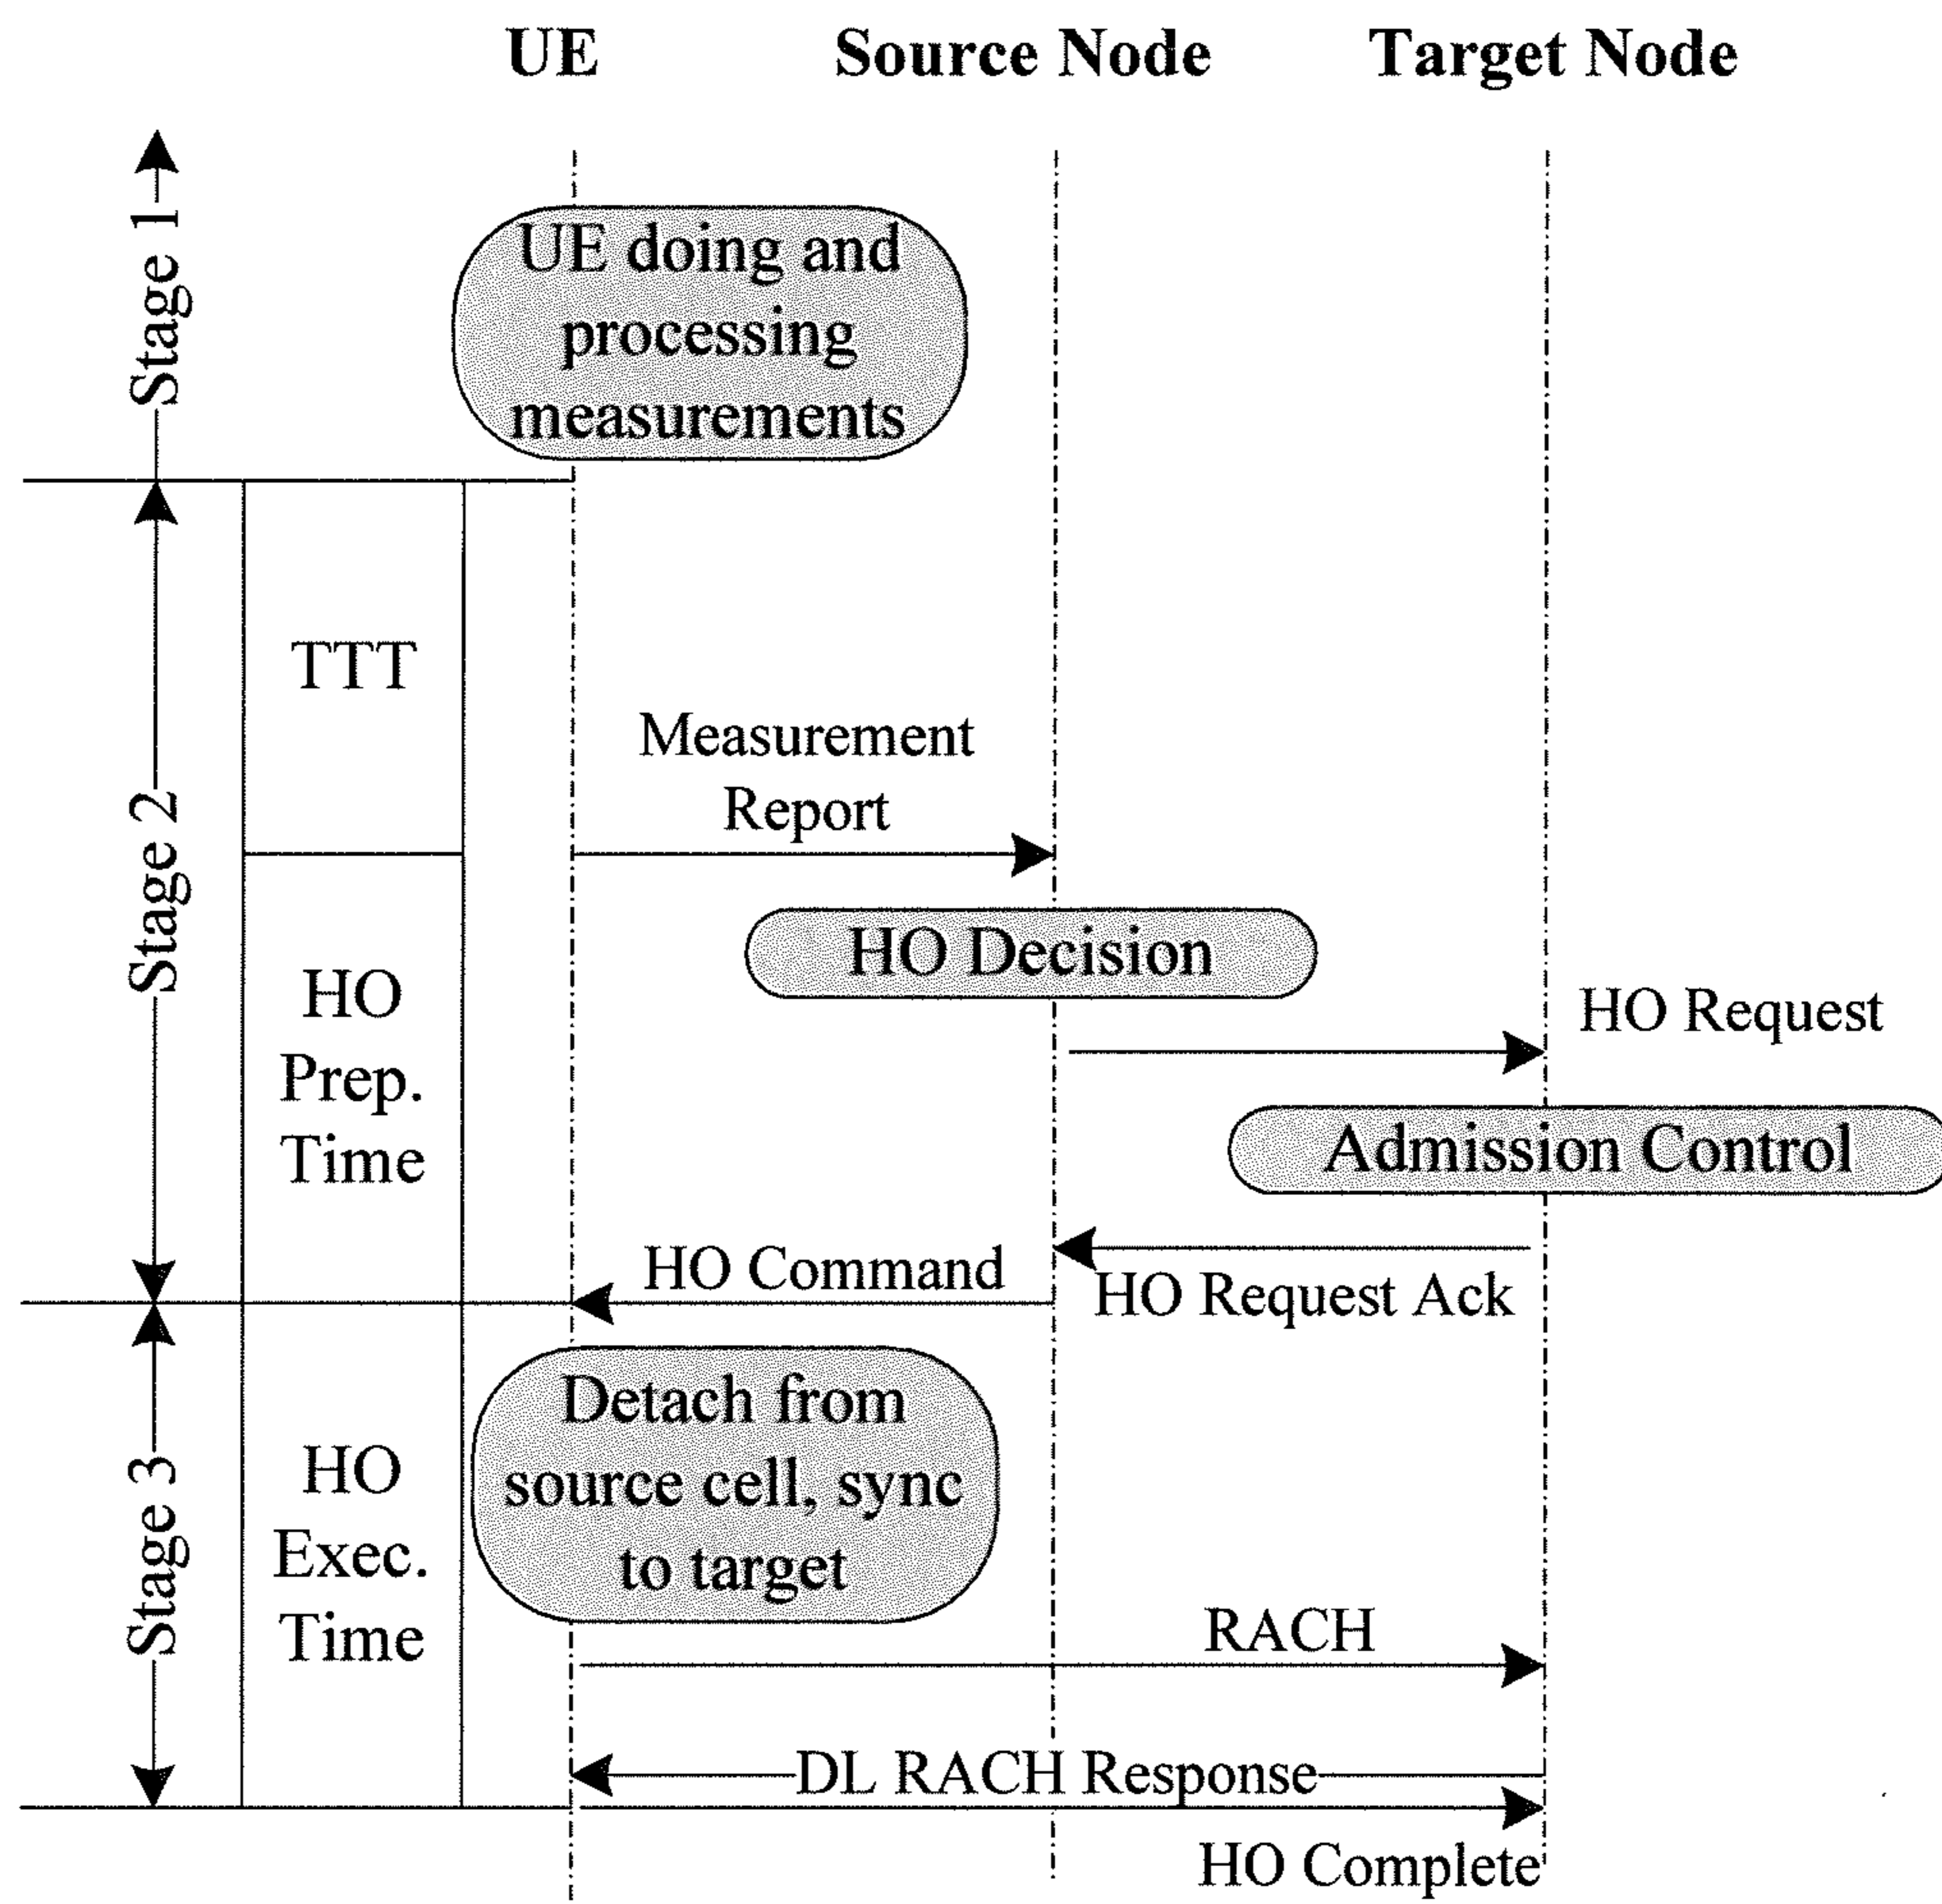 UE
Source Node
Target Node
Stage 1
UE doing and
processing
measurements
Stage 2
TTT
Measurement
Report
HO Decision
HO
Prep.
Time
HO Request
Admission Control
HO Command
HO Request Ack
Stage 3
HO
Exec.
Time
Detach from
source cell, sync
to target
RACH
DL RACH Response
HO Complete